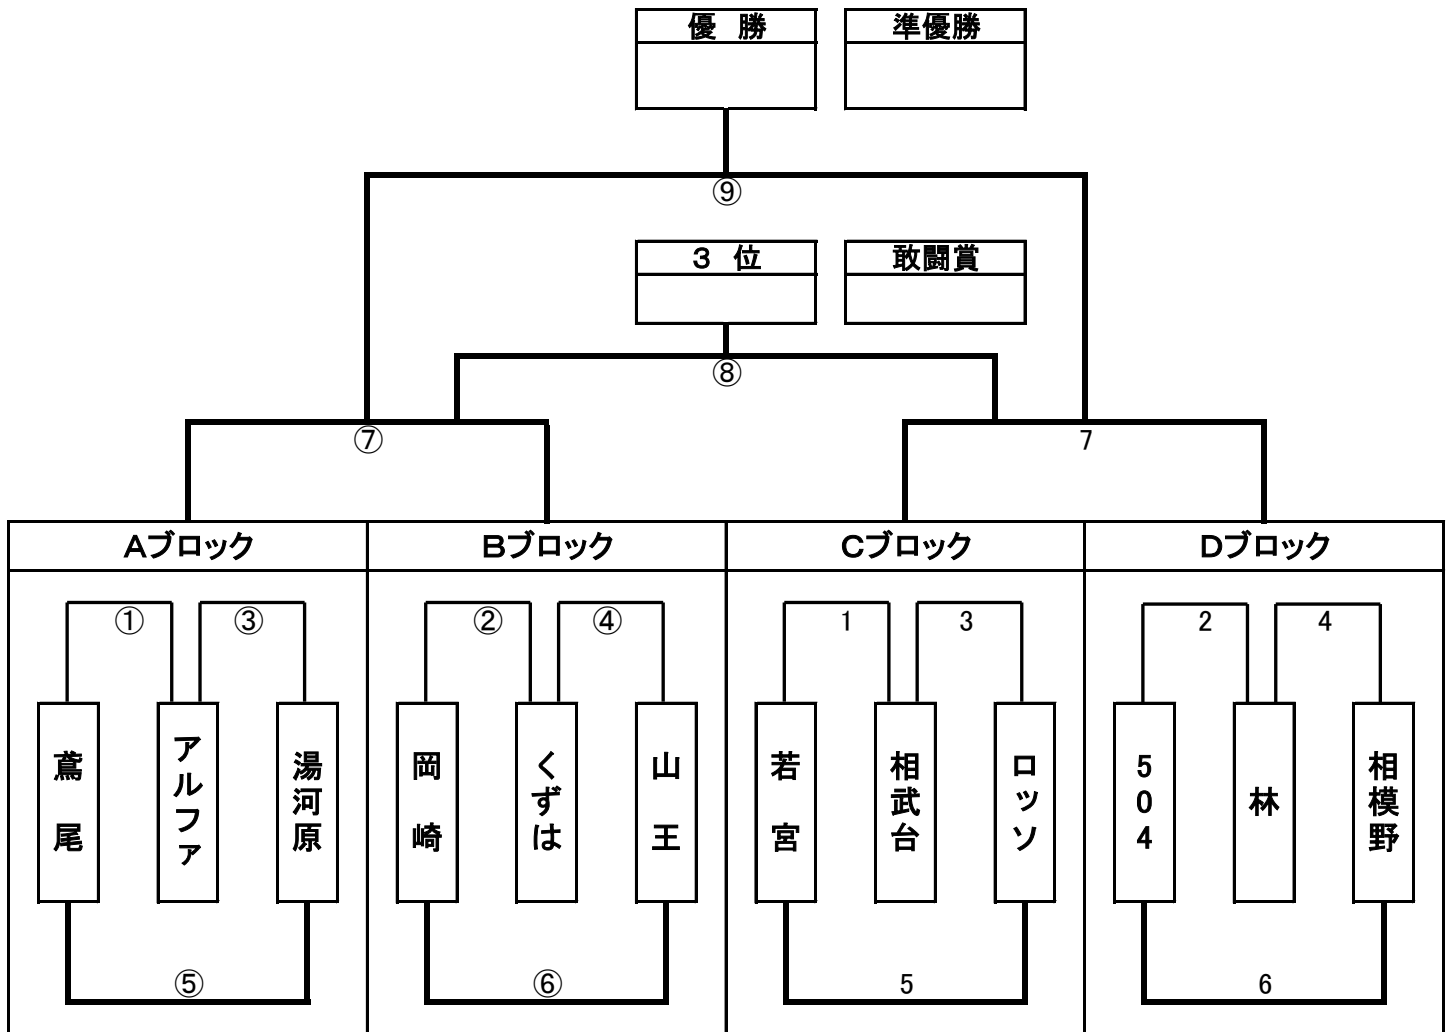 優 勝 準優勝
⑨
３ 位 敢闘賞
⑧
⑦ 7
Aブロック Bブロック Cブロック Dブロック
① ③ ② ④ 1 3 2 4
鳶尾 アルファ 湯河原 岡崎 くずは 山王 若宮 相武台 ロッソ 504 林 相模野
⑤ ⑥ 5 6